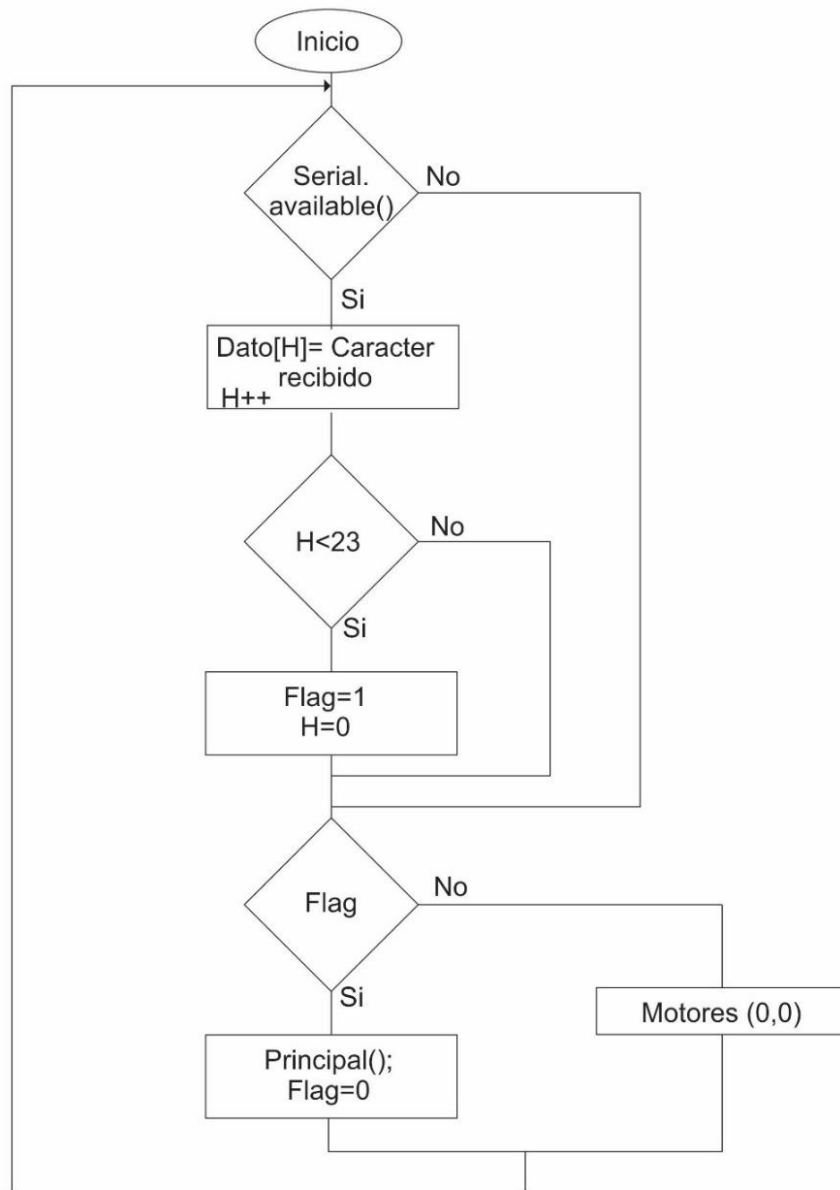 Inicio
Serial.
available()
No
Si
Dato[H]= Caracter
recibido
H++
H<23
No
Si
Flag=1
H=0
Flag
No
Si
Motores (0,0)
Principal();
Flag=0